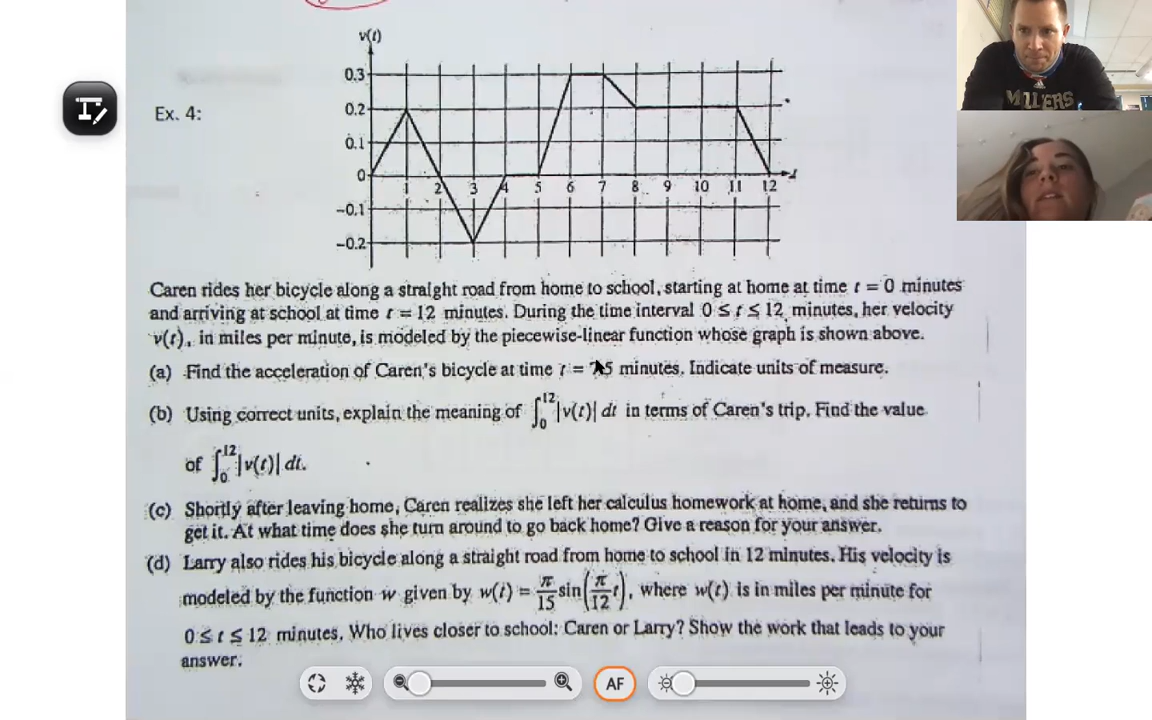 v(t)
0.3
0.2
0.1
0
-0.1
-0.2
1 2 3 4 5 6 7 8 9 10 11 12
t
Ex. 4:
Caren rides her bicycle along a straight road from home to school, starting at home at time t = 0 minutes
and arriving at school at time t = 12 minutes. During the time interval 0 ≤ t ≤ 12 minutes, her velocity
v(t), in miles per minute, is modeled by the piecewise-linear function whose graph is shown above.
(a) Find the acceleration of Caren's bicycle at time t = 7.5 minutes. Indicate units of measure.
(b) Using correct units, explain the meaning of ∫₀¹² |v(t)| dt in terms of Caren's trip. Find the value
of ∫₀¹² |v(t)| dt.
(c) Shortly after leaving home, Caren realizes she left her calculus homework at home, and she returns to
get it. At what time does she turn around to go back home? Give a reason for your answer.
(d) Larry also rides his bicycle along a straight road from home to school in 12 minutes. His velocity is
modeled by the function w given by w(t) = π/15 sin(π/12 t), where w(t) is in miles per minute for
0 ≤ t ≤ 12 minutes. Who lives closer to school: Caren or Larry? Show the work that leads to your
answer.
AF
MILLERS